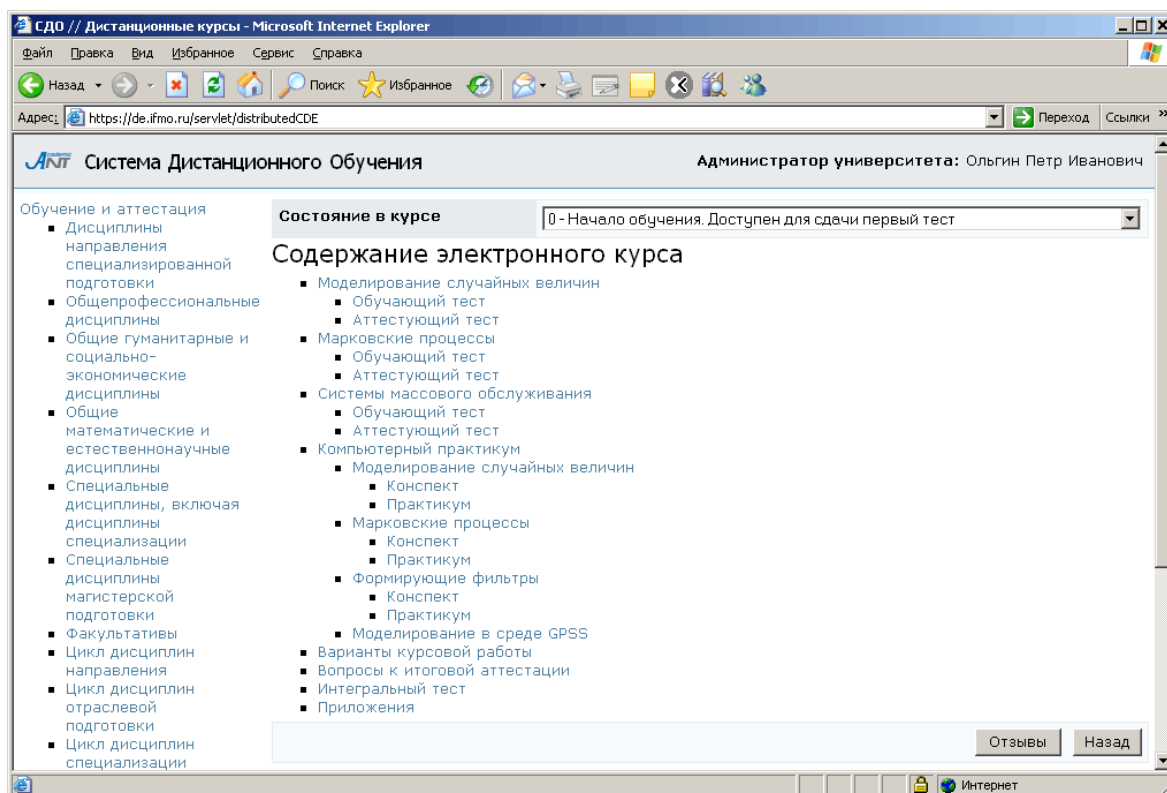 СДО // Дистанционные курсы - Microsoft Internet Explorer
Файл Правка Вид Избранное Сервис Справка
Назад Поиск Избранное
Адрес: https://de.ifmo.ru/servlet/distributedCDE Переход Ссылки »
Academic ANT Система Дистанционного Обучения Администратор университета: Ольгин Петр Иванович
Обучение и аттестация
Дисциплины
направления
специализированной
подготовки
Общепрофессиональные
дисциплины
Общие гуманитарные и
социально-
экономические
дисциплины
Общие
математические и
естественнонаучные
дисциплины
Специальные
дисциплины, включая
дисциплины
специализации
Специальные
дисциплины
магистерской
подготовки
Факультативы
Цикл дисциплин
направления
Цикл дисциплин
отраслевой
подготовки
Цикл дисциплин
специализации
Состояние в курсе 0 - Начало обучения. Доступен для сдачи первый тест
Содержание электронного курса
Моделирование случайных величин
Обучающий тест
Аттестующий тест
Марковские процессы
Обучающий тест
Аттестующий тест
Системы массового обслуживания
Обучающий тест
Аттестующий тест
Компьютерный практикум
Моделирование случайных величин
Конспект
Практикум
Марковские процессы
Конспект
Практикум
Формирующие фильтры
Конспект
Практикум
Моделирование в среде GPSS
Варианты курсовой работы
Вопросы к итоговой аттестации
Интегральный тест
Приложения
Отзывы Назад
Интернет